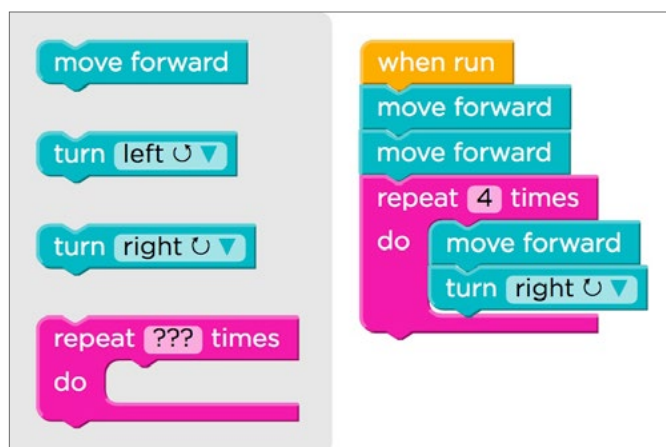 move forward
turn left ↺ ▼
turn right ↻ ▼
repeat ??? times
do
when run
move forward
move forward
repeat 4 times
do move forward
turn right ↻ ▼